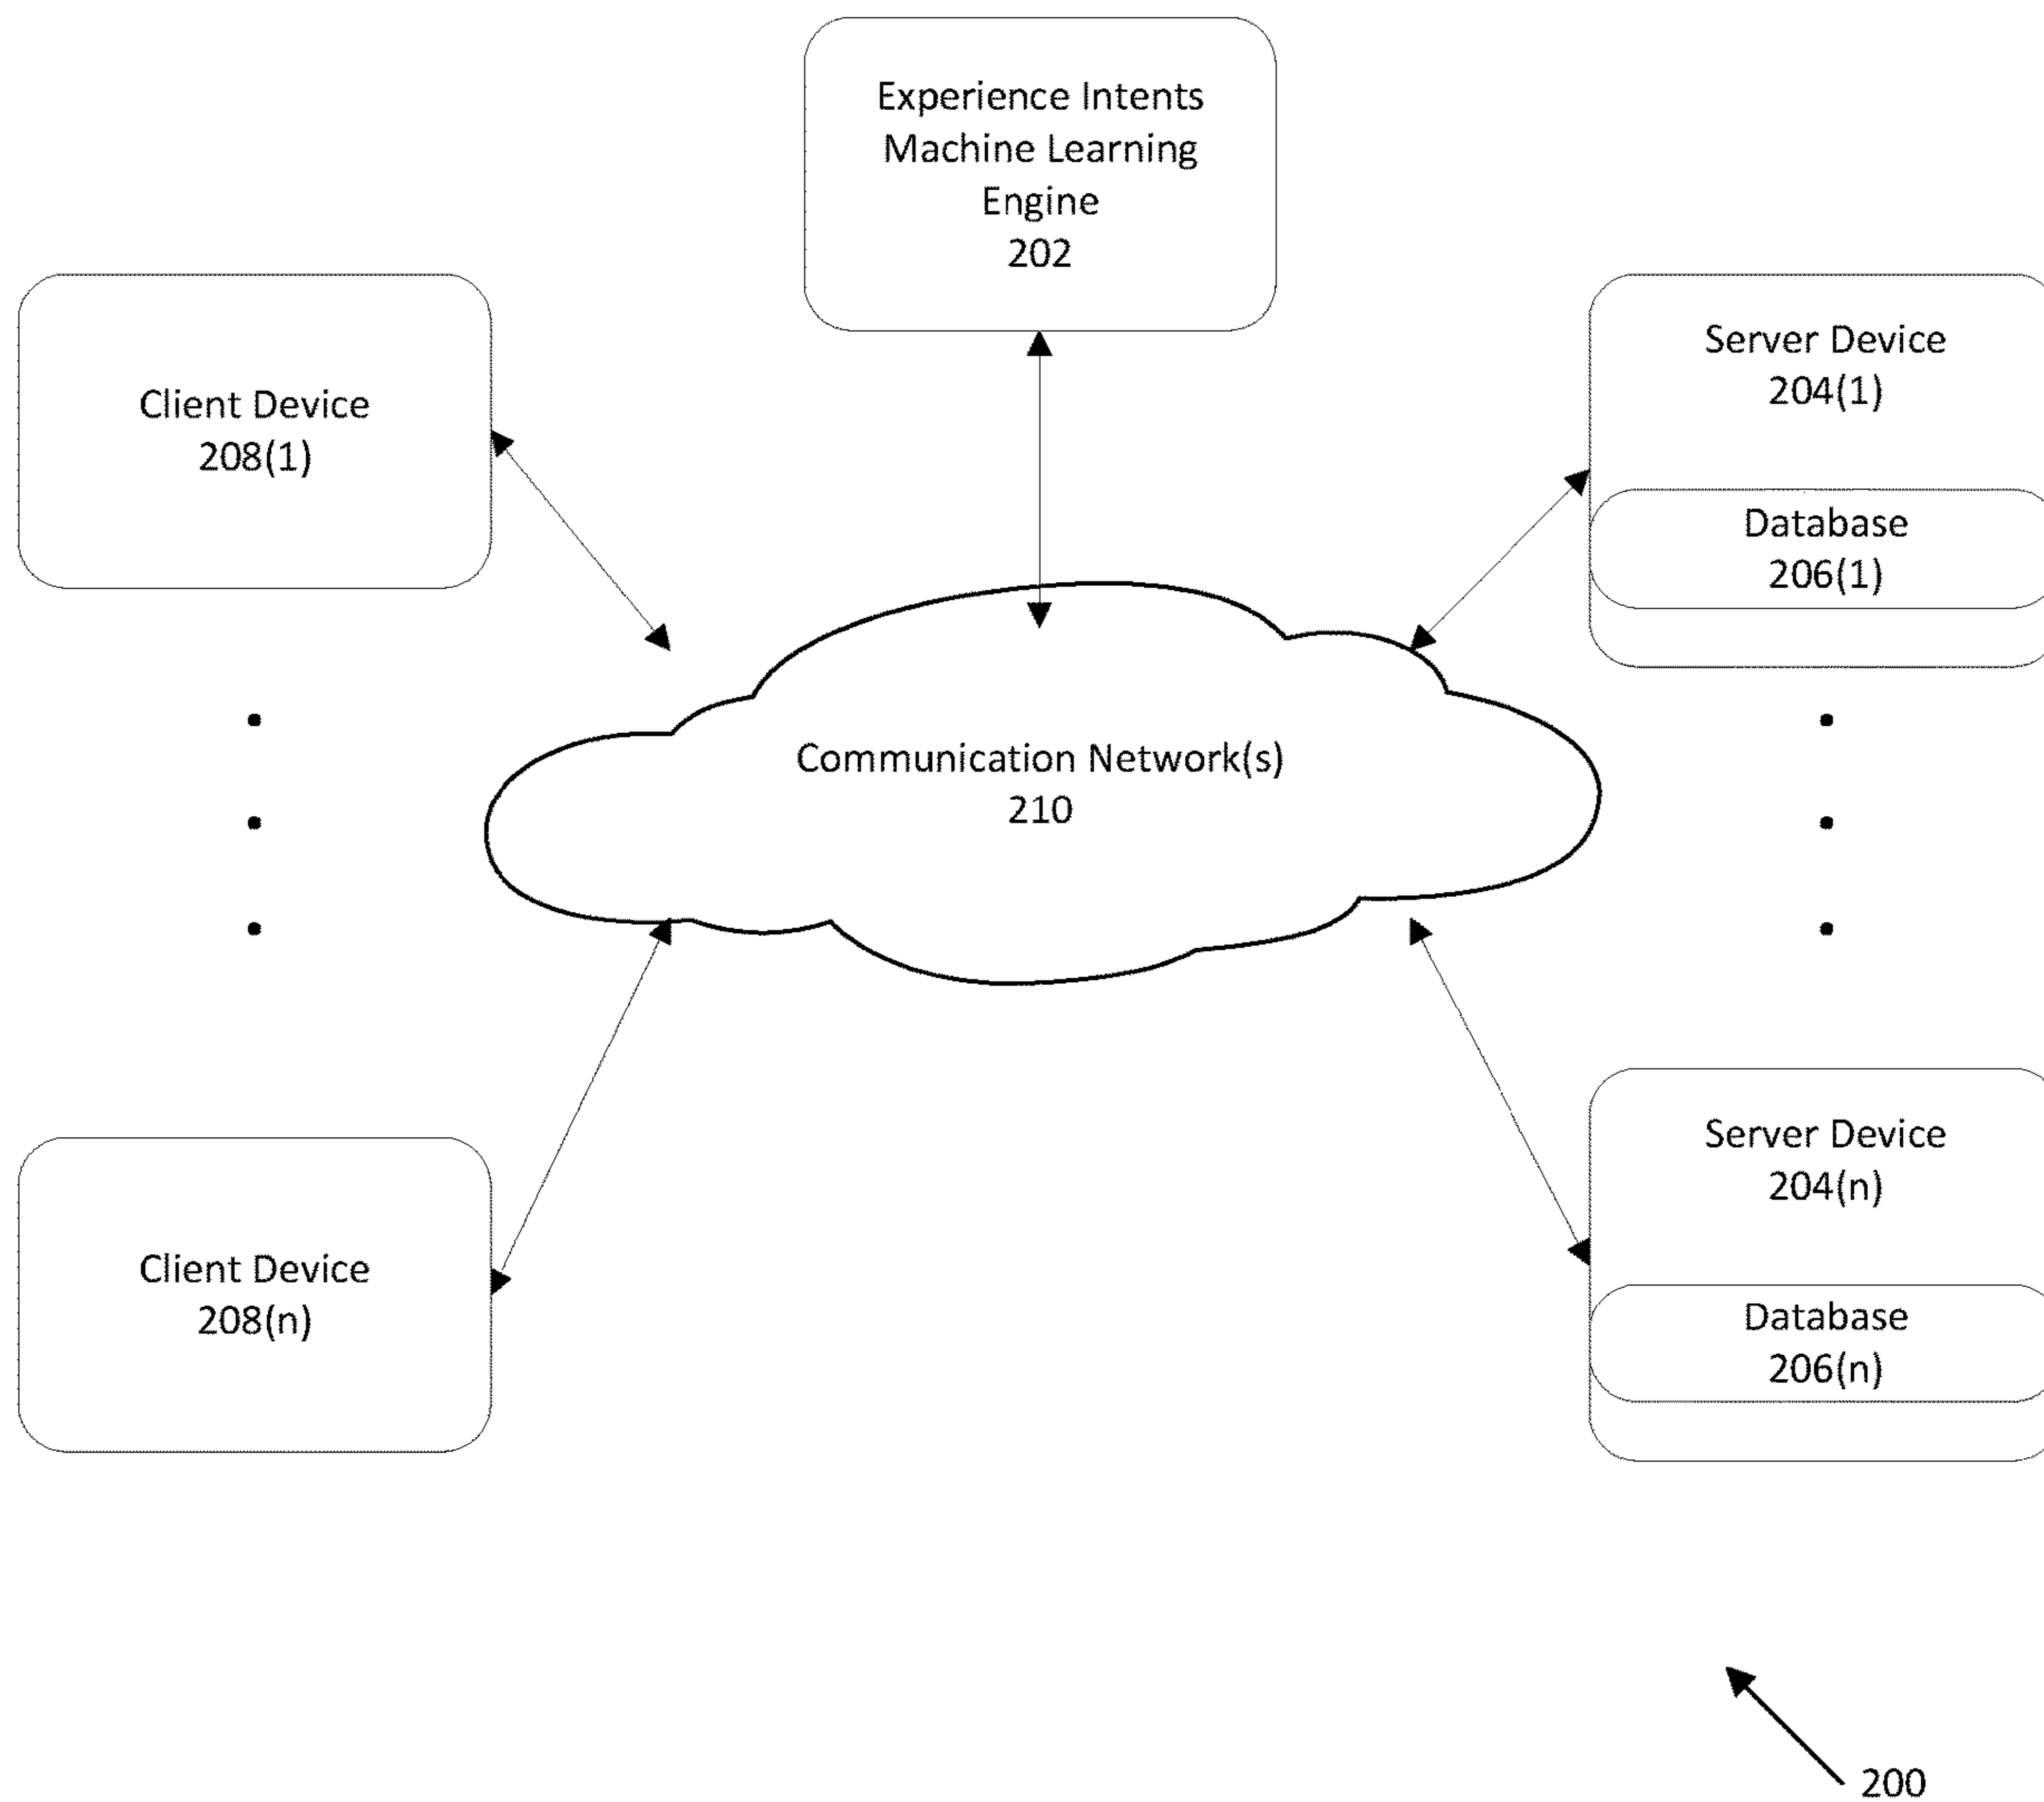 Experience Intents
Machine Learning
Engine
202
Client Device
208(1)
Server Device
204(1)
Database
206(1)
Communication Network(s)
210
Client Device
208(n)
Server Device
204(n)
Database
206(n)
200